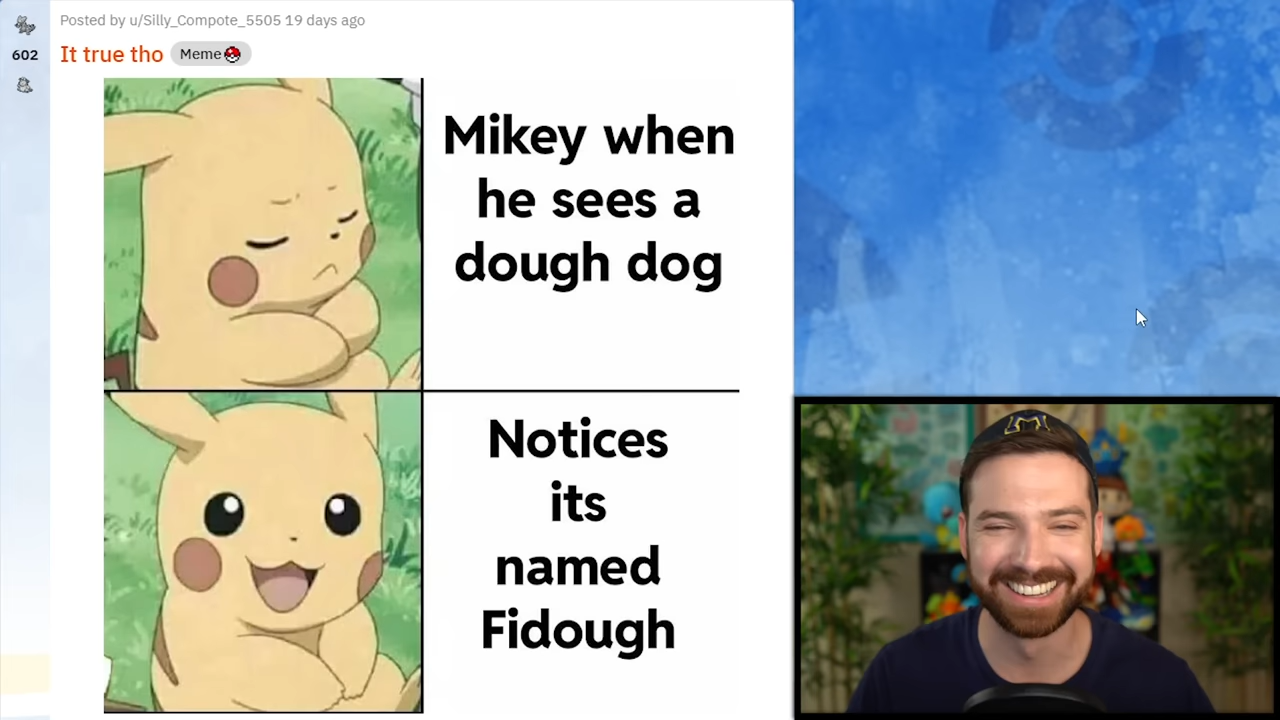 Posted by u/Silly_Compote_5505 19 days ago
602
It true tho Meme
Mikey when
he sees a
dough dog
Notices
its
named
Fidough
M